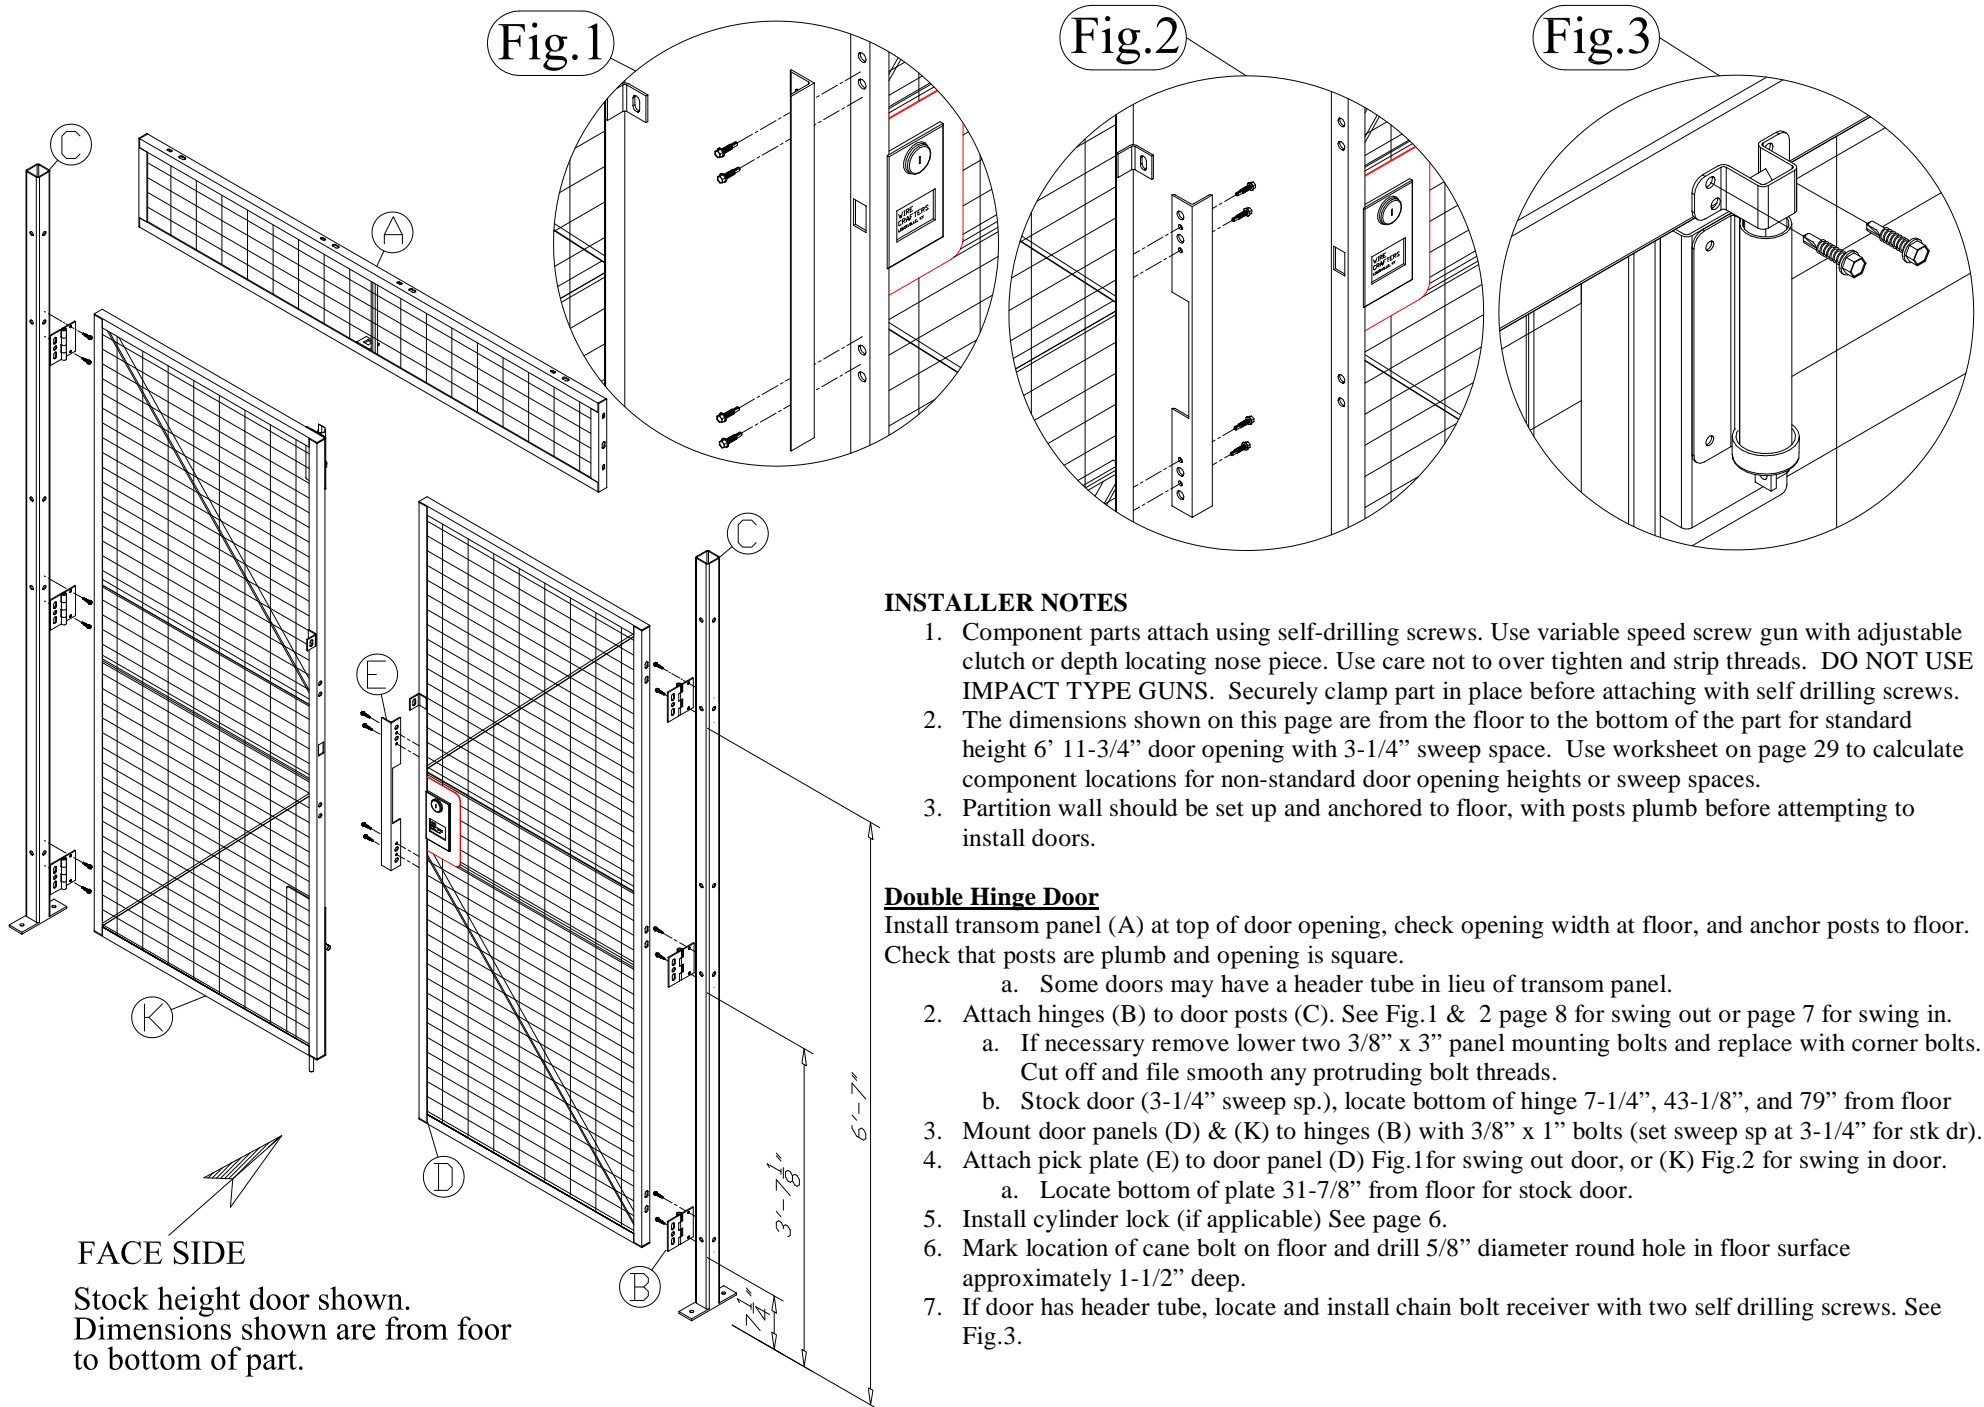 Fig.1
Fig.2
Fig.3
C
A
WIRE
CRAFTERS
WIRE
CRAFTERS
C
E
K
D
B
6'-7"
3'-7 1/8"
7 1/4"
FACE SIDE
Stock height door shown.
Dimensions shown are from foor
to bottom of part.
INSTALLER NOTES
1. Component parts attach using self-drilling screws. Use variable speed screw gun with adjustable
clutch or depth locating nose piece. Use care not to over tighten and strip threads. DO NOT USE
IMPACT TYPE GUNS. Securely clamp part in place before attaching with self drilling screws.
2. The dimensions shown on this page are from the floor to the bottom of the part for standard
height 6’ 11-3/4” door opening with 3-1/4” sweep space. Use worksheet on page 29 to calculate
component locations for non-standard door opening heights or sweep spaces.
3. Partition wall should be set up and anchored to floor, with posts plumb before attempting to
install doors.
Double Hinge Door
Install transom panel (A) at top of door opening, check opening width at floor, and anchor posts to floor.
Check that posts are plumb and opening is square.
a. Some doors may have a header tube in lieu of transom panel.
2. Attach hinges (B) to door posts (C). See Fig.1 & 2 page 8 for swing out or page 7 for swing in.
a. If necessary remove lower two 3/8” x 3” panel mounting bolts and replace with corner bolts.
Cut off and file smooth any protruding bolt threads.
b. Stock door (3-1/4” sweep sp.), locate bottom of hinge 7-1/4”, 43-1/8”, and 79” from floor
3. Mount door panels (D) & (K) to hinges (B) with 3/8” x 1” bolts (set sweep sp at 3-1/4” for stk dr).
4. Attach pick plate (E) to door panel (D) Fig.1for swing out door, or (K) Fig.2 for swing in door.
a. Locate bottom of plate 31-7/8” from floor for stock door.
5. Install cylinder lock (if applicable) See page 6.
6. Mark location of cane bolt on floor and drill 5/8” diameter round hole in floor surface
approximately 1-1/2” deep.
7. If door has header tube, locate and install chain bolt receiver with two self drilling screws. See
Fig.3.